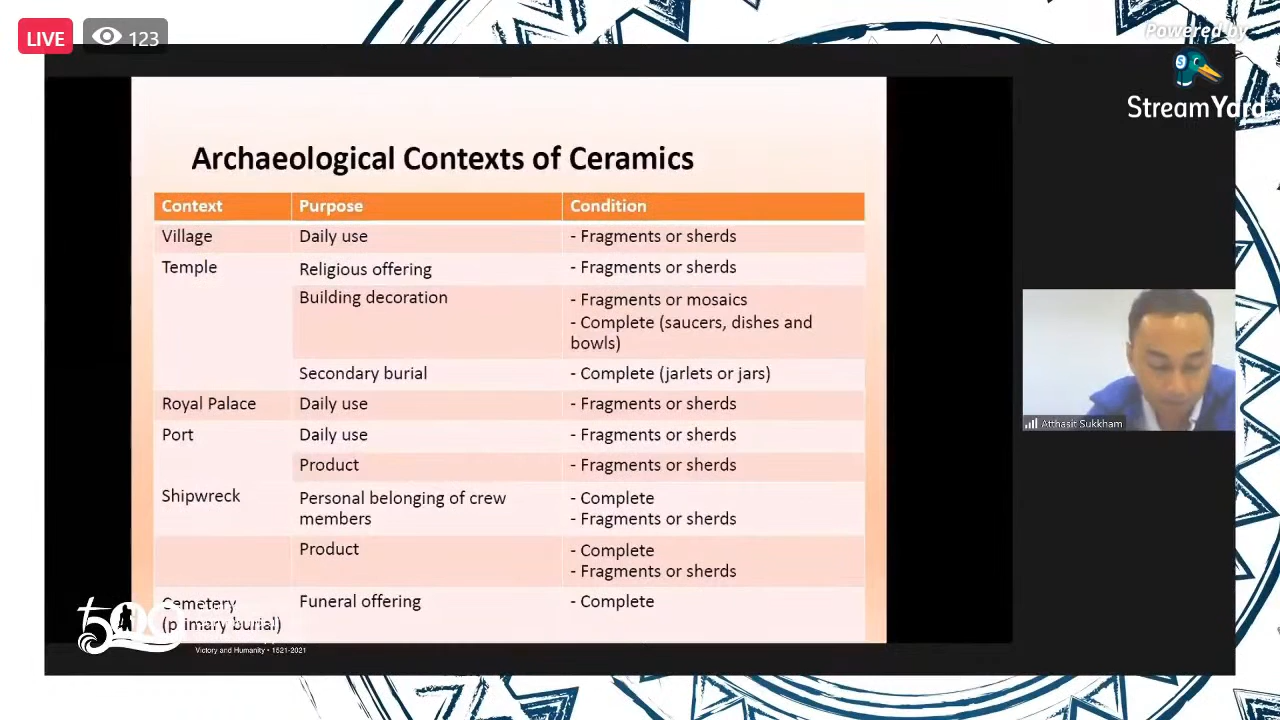 LIVE
123
Powered by
StreamYard
Archaeological Contexts of Ceramics
Context Purpose Condition
Village Daily use - Fragments or sherds
Temple Religious offering - Fragments or sherds
Building decoration - Fragments or mosaics
- Complete (saucers, dishes and
bowls)
Secondary burial - Complete (jarlets or jars)
Royal Palace Daily use - Fragments or sherds
Port Daily use - Fragments or sherds
Product - Fragments or sherds
Shipwreck Personal belonging of crew - Complete
members - Fragments or sherds
Product - Complete
- Fragments or sherds
Cematery Funeral offering - Complete
(primary burial)
Atthasit Sukkham
500
Victory and Humanity • 1521-2021